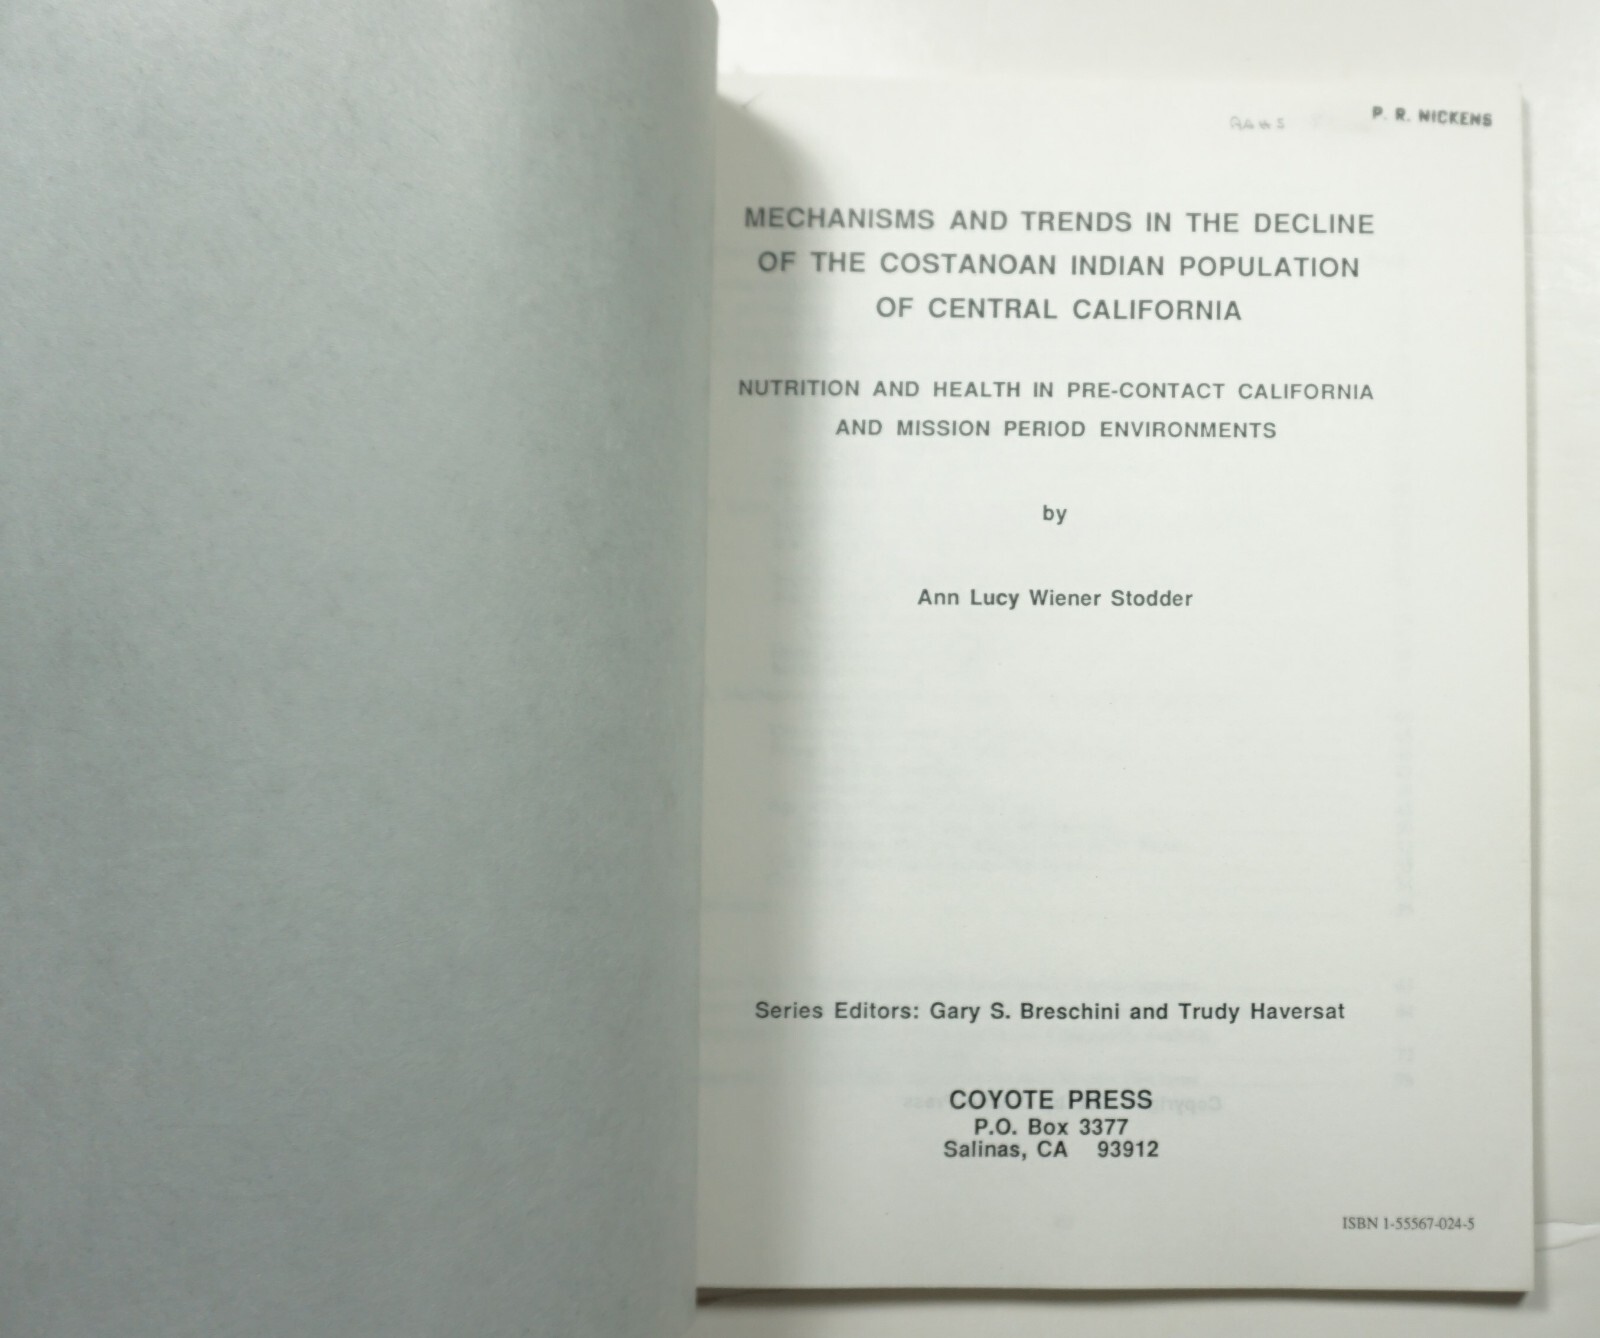 P. R. NICKENS
MECHANISMS AND TRENDS IN THE DECLINE
OF THE COSTANOAN INDIAN POPULATION
OF CENTRAL CALIFORNIA
NUTRITION AND HEALTH IN PRE-CONTACT CALIFORNIA
AND MISSION PERIOD ENVIRONMENTS
by
Ann Lucy Wiener Stodder
Series Editors: Gary S. Breschini and Trudy Haversat
COYOTE PRESS
P.O. Box 3377
Salinas, CA 93912
ISBN 1-55567-024-5